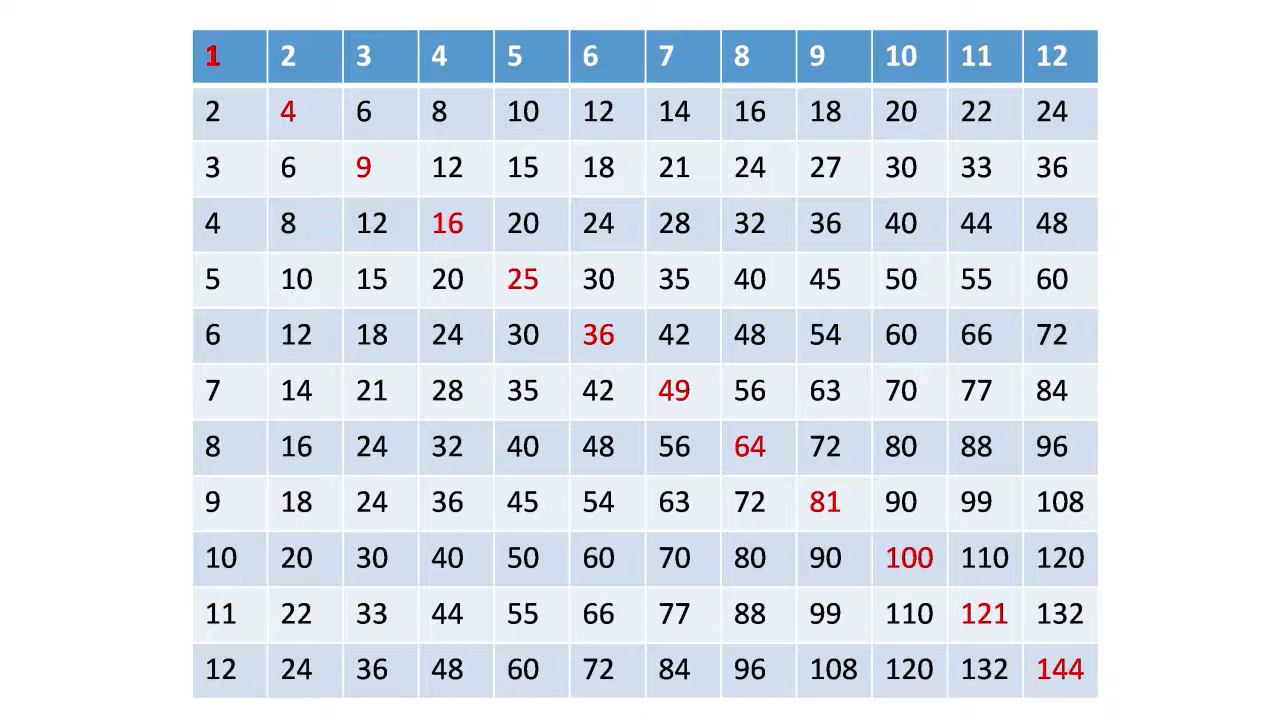 1 2 3 4 5 6 7 8 9 10 11 12
2 4 6 8 10 12 14 16 18 20 22 24
3 6 9 12 15 18 21 24 27 30 33 36
4 8 12 16 20 24 28 32 36 40 44 48
5 10 15 20 25 30 35 40 45 50 55 60
6 12 18 24 30 36 42 48 54 60 66 72
7 14 21 28 35 42 49 56 63 70 77 84
8 16 24 32 40 48 56 64 72 80 88 96
9 18 24 36 45 54 63 72 81 90 99 108
10 20 30 40 50 60 70 80 90 100 110 120
11 22 33 44 55 66 77 88 99 110 121 132
12 24 36 48 60 72 84 96 108 120 132 144